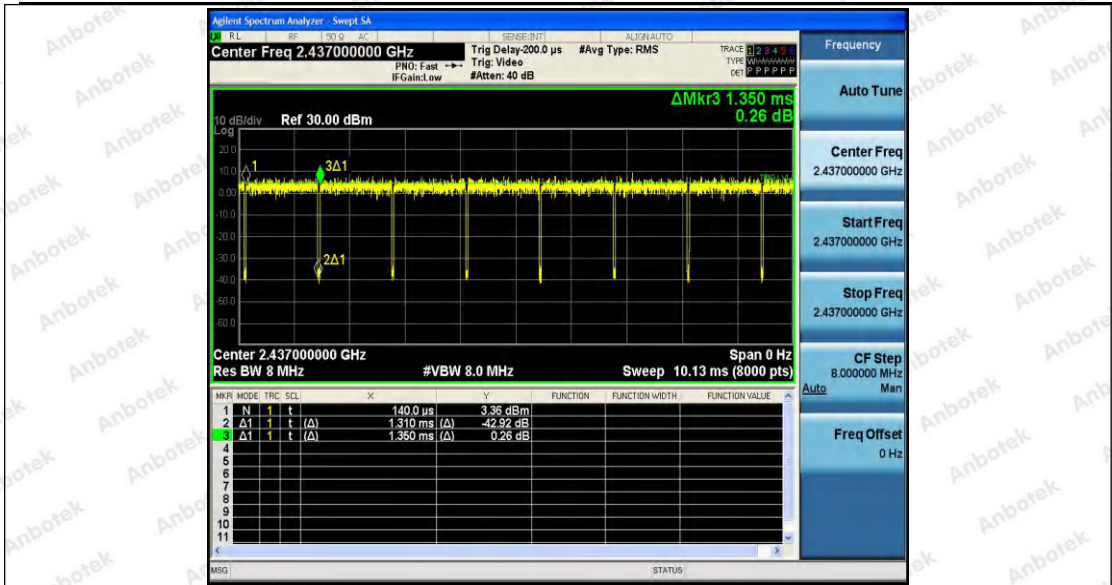 Agilent Spectrum Analyzer - Swept SA
RL RF 50 Ω AC SENSE:INT ALIGN AUTO
Center Freq 2.437000000 GHz
PNO: Fast
IFGain:Low
Trig Delay-200.0 µs
Trig: Video
#Atten: 40 dB
#Avg Type: RMS
TRACE 1 2 3 4 5 6
TYPE
DET P P P P P P
ΔMkr3 1.350 ms
0.26 dB
10 dB/div Ref 30.00 dBm
Log
20.0
10.0
0.00
-10.0
-20.0
-30.0
-40.0
-50.0
-60.0
1
3Δ1
2Δ1
Center 2.437000000 GHz Span 0 Hz
Res BW 8 MHz #VBW 8.0 MHz Sweep 10.13 ms (8000 pts)
MKR MODE TRC SCL X Y FUNCTION FUNCTION WIDTH FUNCTION VALUE
1 N 1 t 140.0 µs 3.36 dBm
2 Δ1 1 t (Δ) 1.310 ms (Δ) -42.92 dB
3 Δ1 1 t (Δ) 1.350 ms (Δ) 0.26 dB
4
5
6
7
8
9
10
11
MSG STATUS
Frequency
Auto Tune
Center Freq
2.437000000 GHz
Start Freq
2.437000000 GHz
Stop Freq
2.437000000 GHz
CF Step
8.000000 MHz
Auto Man
Freq Offset
0 Hz
Anbotek